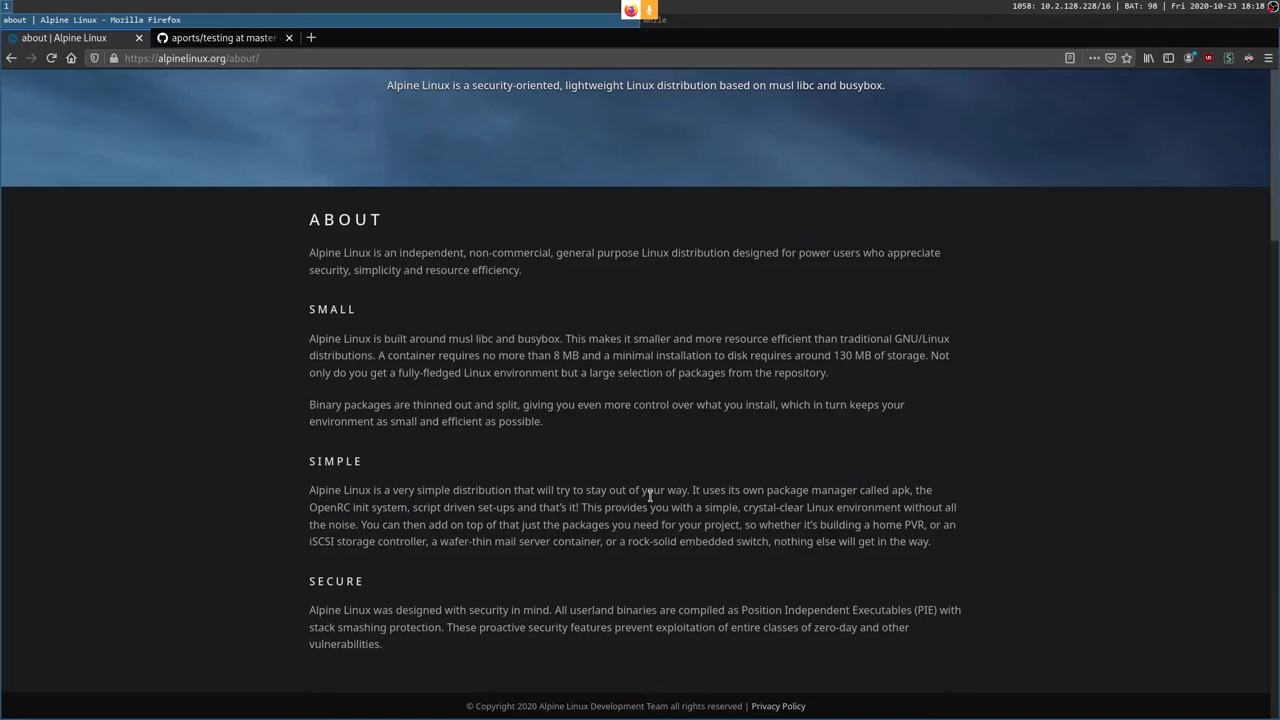 1
1058: 10.2.128.228/16 | BAT: 98 | Fri 2020-10-23 18:18
about | Alpine Linux - Mozilla Firefox
about | Alpine Linux
aports/testing at master
https://alpinelinux.org/about/
Alpine Linux is a security-oriented, lightweight Linux distribution based on musl libc and busybox.
ABOUT
Alpine Linux is an independent, non-commercial, general purpose Linux distribution designed for power users who appreciate
security, simplicity and resource efficiency.
SMALL
Alpine Linux is built around musl libc and busybox. This makes it smaller and more resource efficient than traditional GNU/Linux
distributions. A container requires no more than 8 MB and a minimal installation to disk requires around 130 MB of storage. Not
only do you get a fully-fledged Linux environment but a large selection of packages from the repository.
Binary packages are thinned out and split, giving you even more control over what you install, which in turn keeps your
environment as small and efficient as possible.
SIMPLE
Alpine Linux is a very simple distribution that will try to stay out of your way. It uses its own package manager called apk, the
OpenRC init system, script driven set-ups and that's it! This provides you with a simple, crystal-clear Linux environment without all
the noise. You can then add on top of that just the packages you need for your project, so whether it's building a home PVR, or an
iSCSI storage controller, a wafer-thin mail server container, or a rock-solid embedded switch, nothing else will get in the way.
SECURE
Alpine Linux was designed with security in mind. All userland binaries are compiled as Position Independent Executables (PIE) with
stack smashing protection. These proactive security features prevent exploitation of entire classes of zero-day and other
vulnerabilities.
© Copyright 2020 Alpine Linux Development Team all rights reserved | Privacy Policy